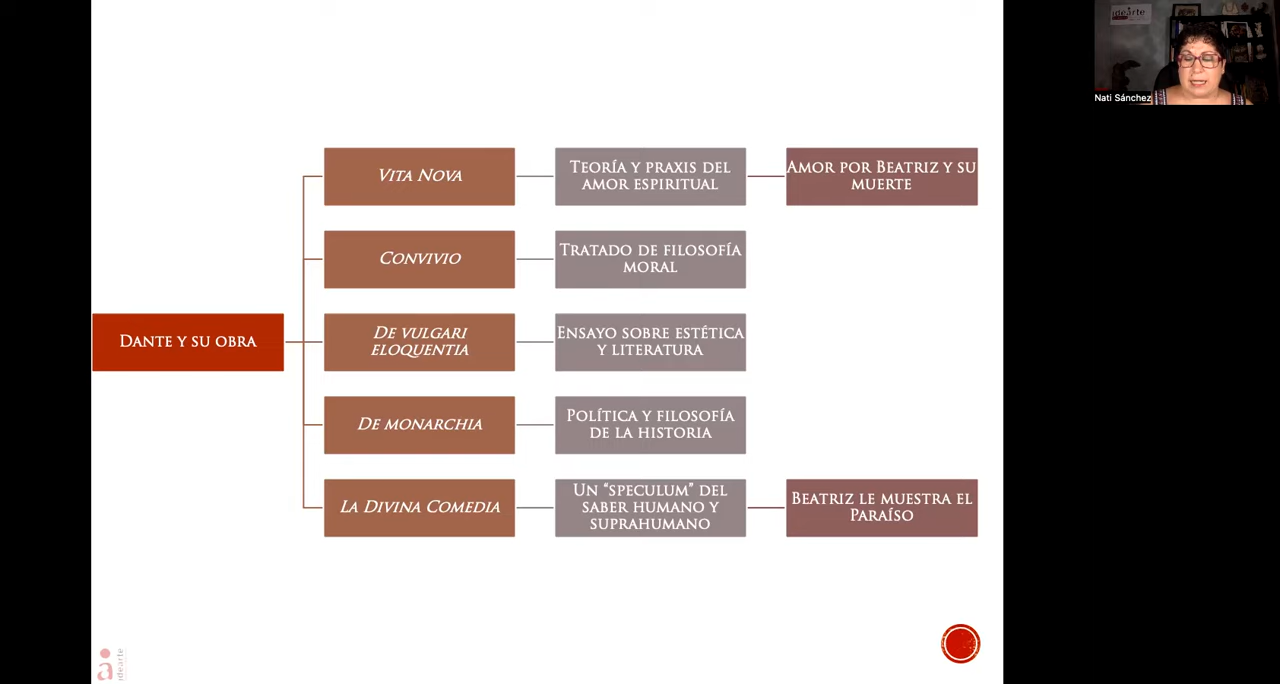 idearte
Nati Sánchez
Dante y su obra
Vita Nova
Teoría y praxis del
amor espiritual
Amor por Beatriz y su
muerte
Convivio
Tratado de filosofía
moral
De vulgari
eloquentia
Ensayo sobre estética
y literatura
De monarchia
Política y filosofía
de la historia
La Divina Comedia
Un “speculum” del
saber humano y
suprahumano
Beatriz le muestra el
Paraíso
idearte